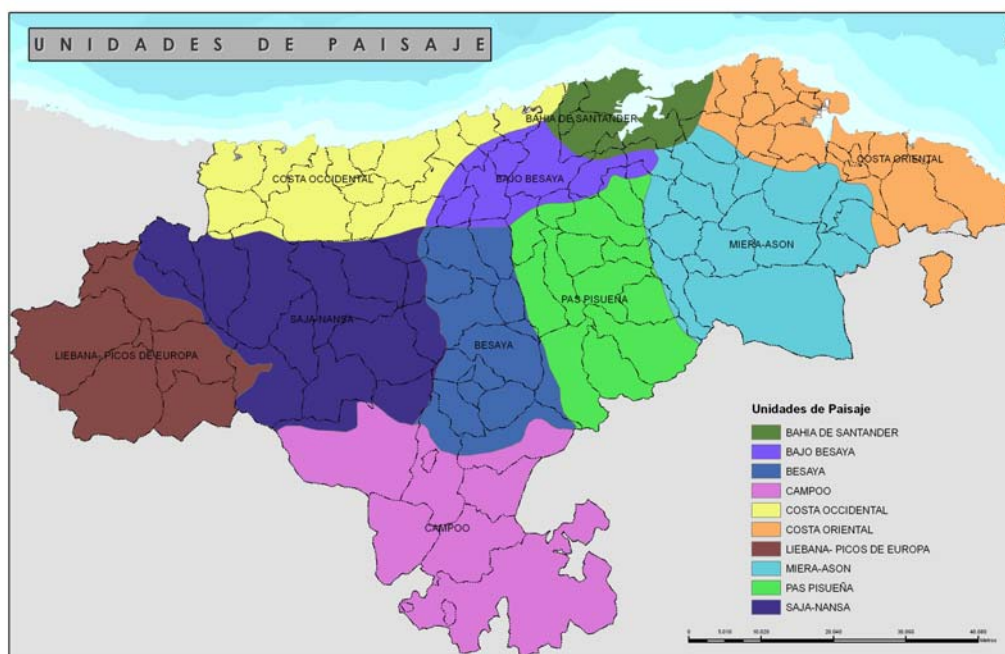 UNIDADES DE PAISAJE
BAHIA DE SANTANDER
COSTA OCCIDENTAL
BAJO BESAYA
COSTA ORIENTAL
MIERA-ASON
SAJA-NANSA
PAS PISUEÑA
BESAYA
LIEBANA- PICOS DE EUROPA
CAMPOO
Unidades de Paisaje
BAHIA DE SANTANDER
BAJO BESAYA
BESAYA
CAMPOO
COSTA OCCIDENTAL
COSTA ORIENTAL
LIEBANA- PICOS DE EUROPA
MIERA-ASON
PAS PISUEÑA
SAJA-NANSA